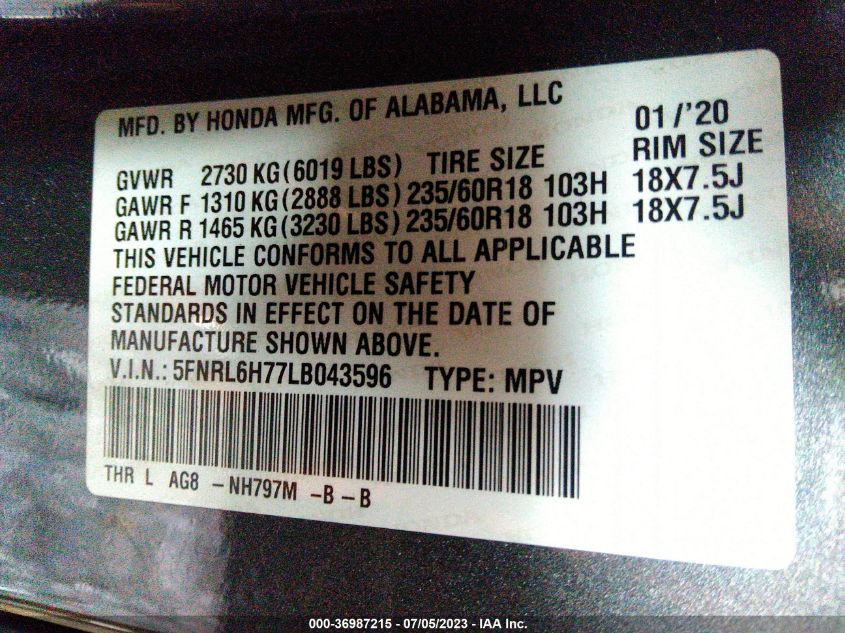 MFD. BY HONDA MFG. OF ALABAMA, LLC
01/'20
GVWR 2730 KG(6019 LBS) TIRE SIZE RIM SIZE
GAWR F 1310 KG(2888 LBS) 235/60R18 103H 18X7.5J
GAWR R 1465 KG(3230 LBS) 235/60R18 103H 18X7.5J
THIS VEHICLE CONFORMS TO ALL APPLICABLE
FEDERAL MOTOR VEHICLE SAFETY
STANDARDS IN EFFECT ON THE DATE OF
MANUFACTURE SHOWN ABOVE.
V.I.N.: 5FNRL6H77LB043596 TYPE: MPV
THR L AG8 -NH797M -B-B
000-36987215 - 07/05/2023 - IAA Inc.